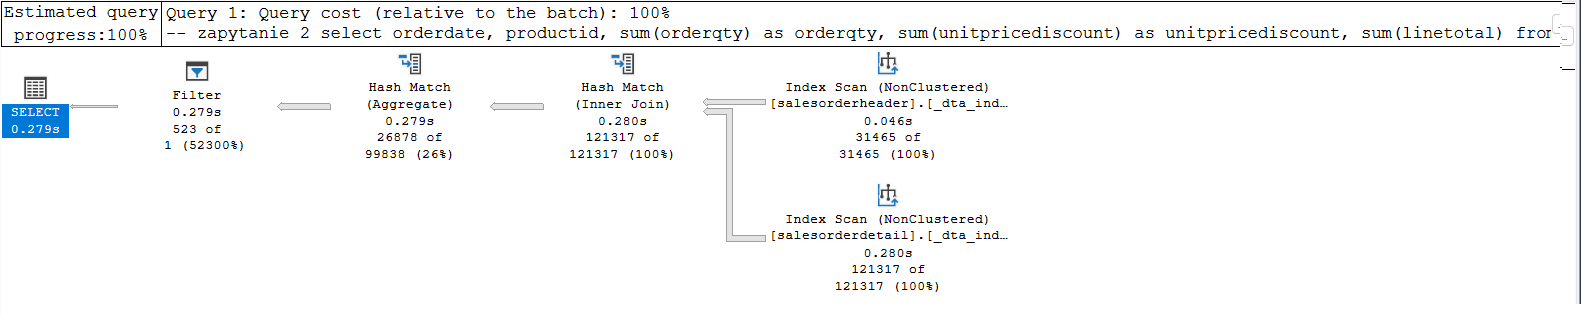 Estimated query
progress:100%
Query 1: Query cost (relative to the batch): 100%
-- zapytanie 2 select orderdate, productid, sum(orderqty) as orderqty, sum(unitpricediscount) as unitpricediscount, sum(linetotal) from
SELECT
0.279s
Filter
0.279s
523 of
1 (52300%)
Hash Match
(Aggregate)
0.279s
26878 of
99838 (26%)
Hash Match
(Inner Join)
0.280s
121317 of
121317 (100%)
Index Scan (NonClustered)
[salesorderheader].[_dta_ind…
0.046s
31465 of
31465 (100%)
Index Scan (NonClustered)
[salesorderdetail].[_dta_ind…
0.280s
121317 of
121317 (100%)